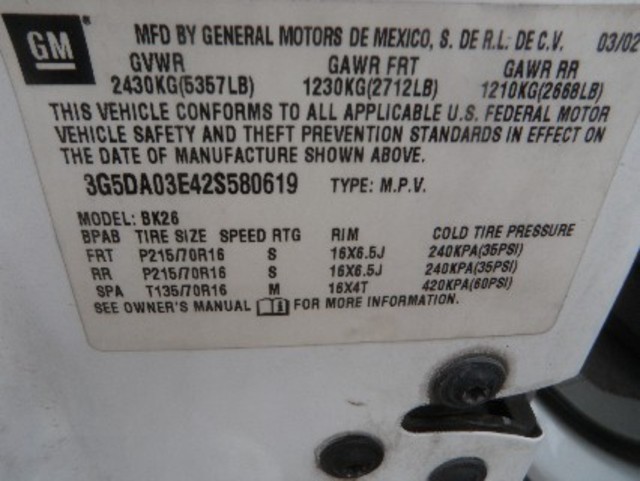 GM
MFD BY GENERAL MOTORS DE MEXICO, S. DE R.L. DE C.V. 03/02
GVWR GAWR FRT GAWR RR
2430KG(5357LB) 1230KG(2712LB) 1210KG(2668LB)
THIS VEHICLE CONFORMS TO ALL APPLICABLE U.S. FEDERAL MOTOR
VEHICLE SAFETY AND THEFT PREVENTION STANDARDS IN EFFECT ON
THE DATE OF MANUFACTURE SHOWN ABOVE.
3G5DA03E42S580619 TYPE: M.P.V.
MODEL: BK26
BPAB TIRE SIZE SPEED RTG RIM COLD TIRE PRESSURE
FRT P215/70R16 S 16X6.5J 240KPA(35PSI)
RR P215/70R16 S 16X6.5J 240KPA(35PSI)
SPA T135/70R16 M 16X4T 420KPA(60PSI)
SEE OWNER'S MANUAL FOR MORE INFORMATION.